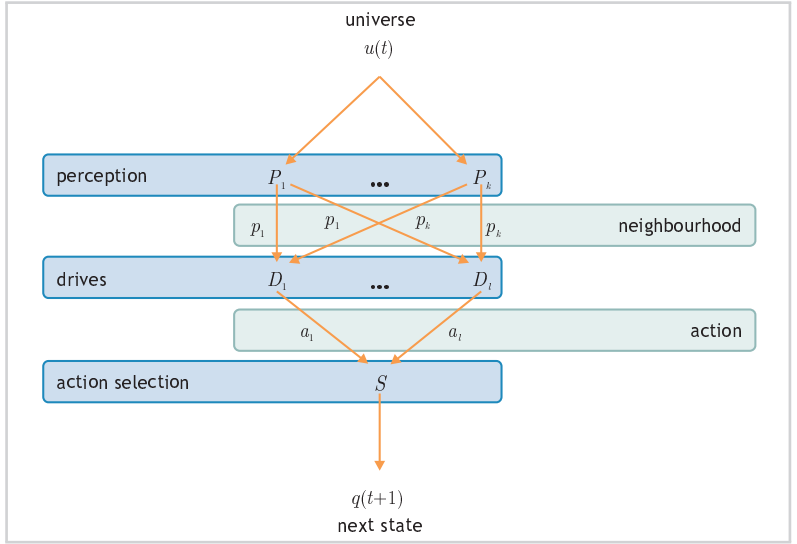 universe
u(t)
perception P₁ ... Pₖ
p₁ p₁ pₖ pₖ neighbourhood
drives D₁ ... Dₗ
a₁ aₗ action
action selection S
q(t+1)
next state